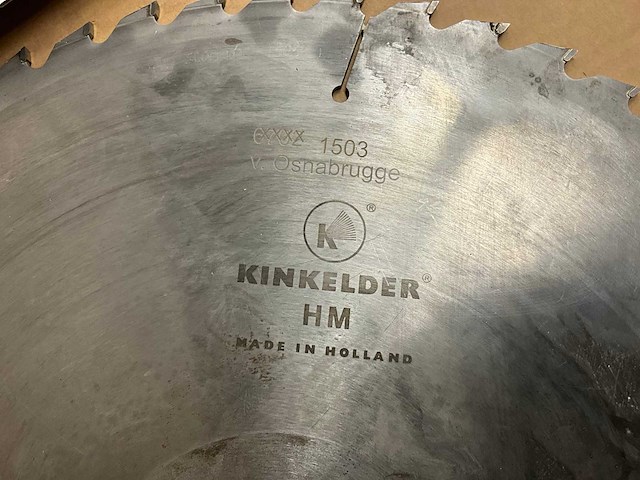 1503
V. Osnabrugge
K ®
KINKELDER®
HM
MADE IN HOLLAND